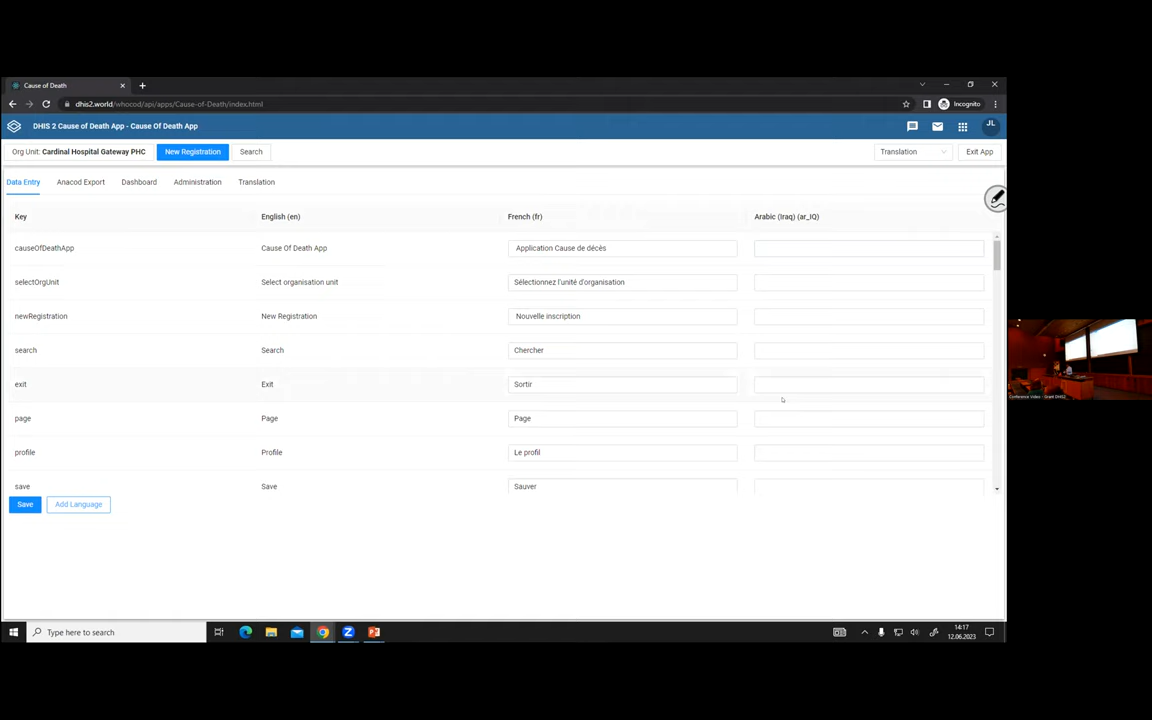 Cause of Death
dhis2.world/whocod/api/apps/Cause-of-Death/index.html
Incognito
DHIS 2 Cause of Death App - Cause Of Death App
JL
Org Unit: Cardinal Hospital Gateway PHC
New Registration
Search
Translation
Exit App
Data Entry
Anacod Export
Dashboard
Administration
Translation
Key
English (en)
French (fr)
Arabic (Iraq) (ar_IQ)
causeOfDeathApp
Cause Of Death App
Application Cause de décès
selectOrgUnit
Select organisation unit
Sélectionnez l'unité d'organisation
newRegistration
New Registration
Nouvelle inscription
search
Search
Chercher
exit
Exit
Sortir
page
Page
Page
profile
Profile
Le profil
save
Save
Sauver
Save
Add Language
Conference video - Grand DHIS2
Type here to search
14:17
12.06.2023